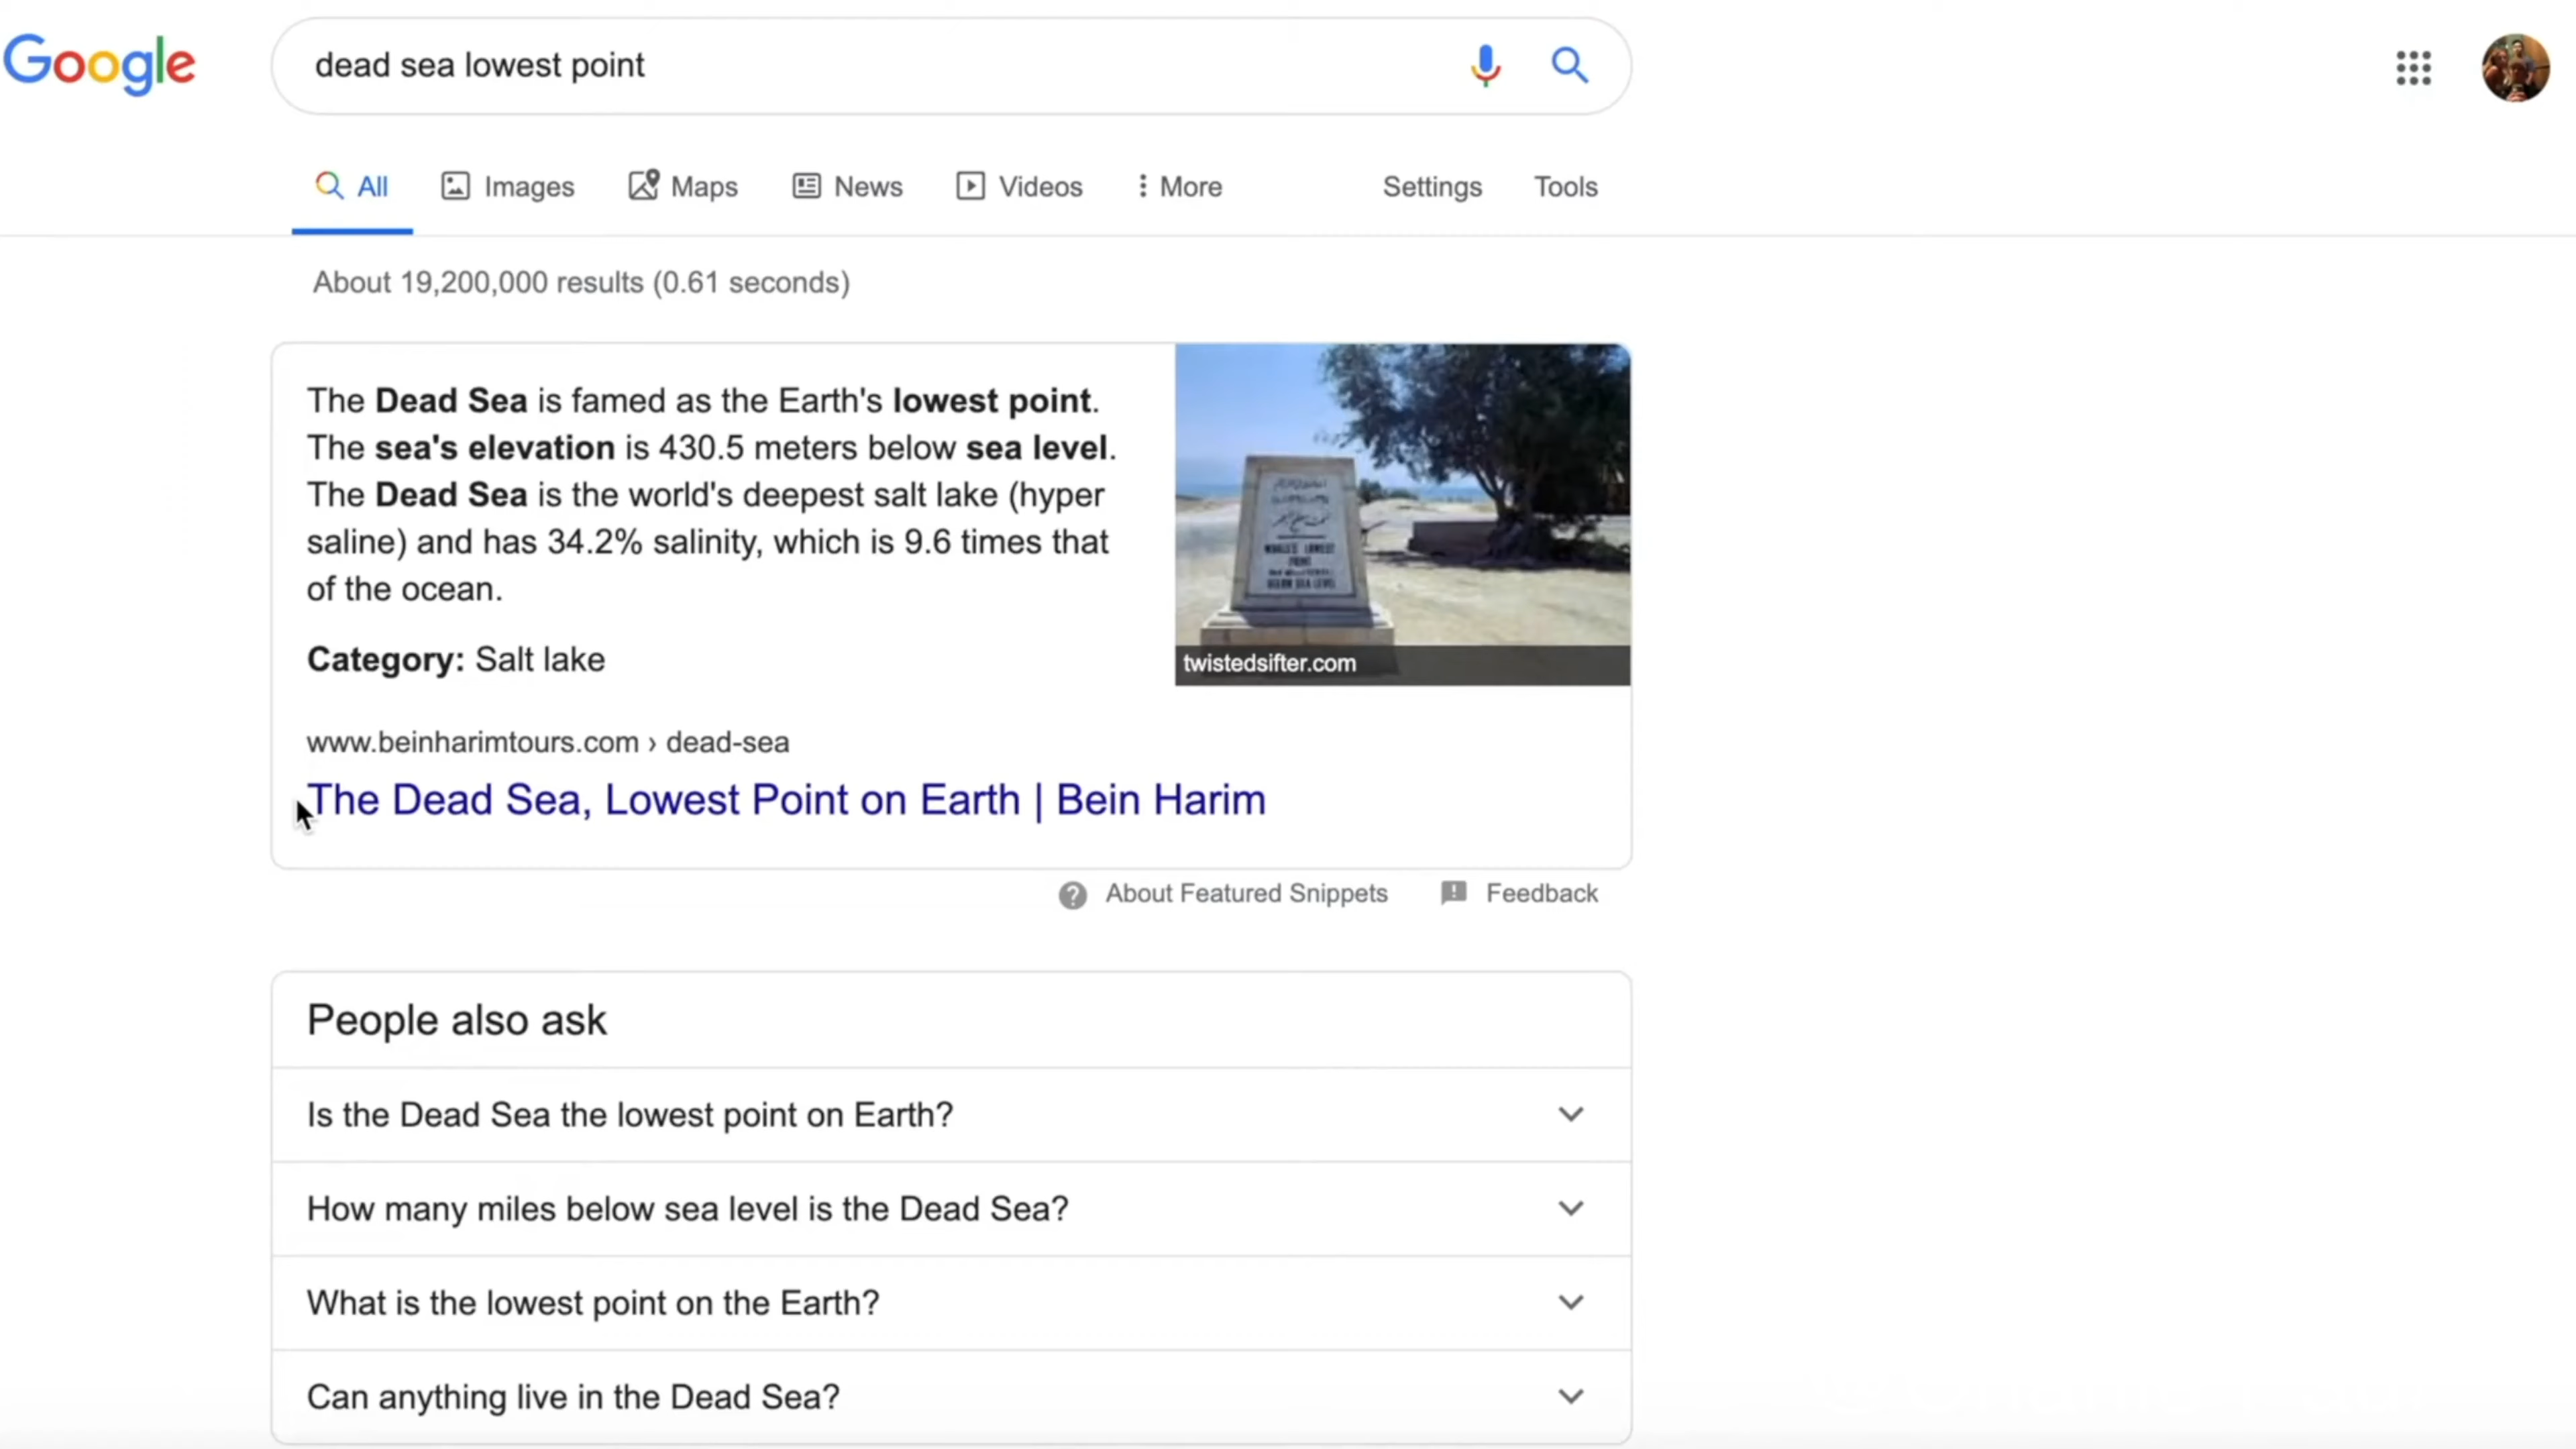 Google
dead sea lowest point
All Images Maps News Videos More Settings Tools
About 19,200,000 results (0.61 seconds)
The Dead Sea is famed as the Earth's lowest point.
The sea's elevation is 430.5 meters below sea level.
The Dead Sea is the world's deepest salt lake (hyper
saline) and has 34.2% salinity, which is 9.6 times that
of the ocean.
Category: Salt lake
WORLD'S LOWEST
POINT
BELOW SEA LEVEL
twistedsifter.com
www.beinharimtours.com › dead-sea
The Dead Sea, Lowest Point on Earth | Bein Harim
About Featured Snippets Feedback
People also ask
Is the Dead Sea the lowest point on Earth?
How many miles below sea level is the Dead Sea?
What is the lowest point on the Earth?
Can anything live in the Dead Sea?